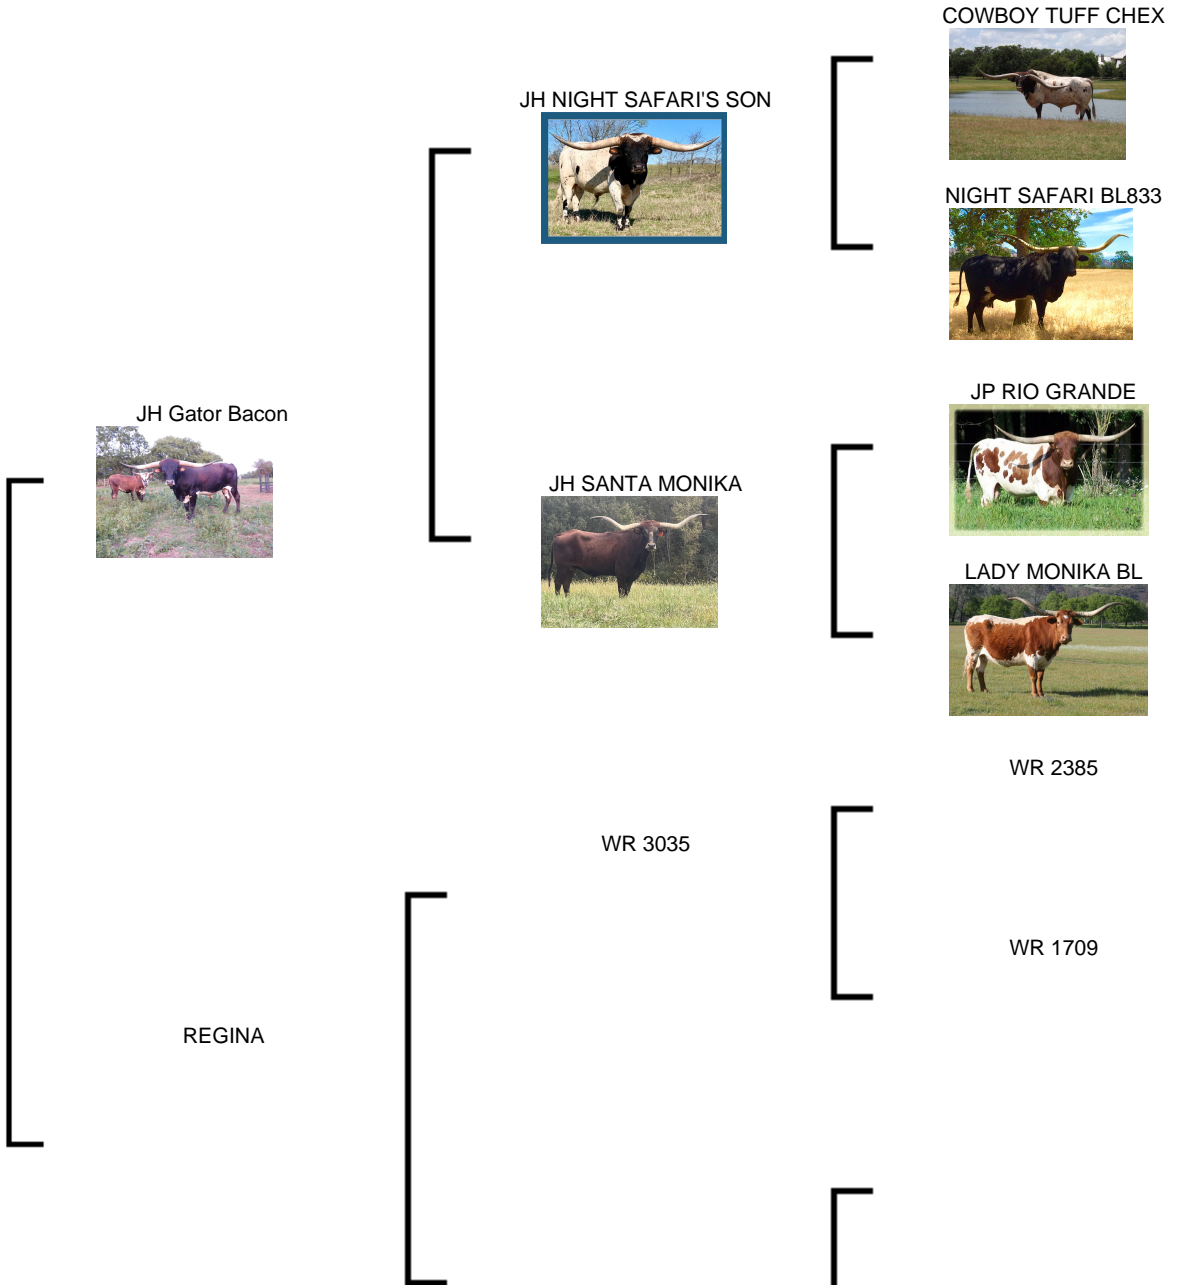 COWBOY TUFF CHEX
JH NIGHT SAFARI'S SON
NIGHT SAFARI BL833
JP RIO GRANDE
JH Gator Bacon
JH SANTA MONIKA
LADY MONIKA BL
WR 2385
WR 3035
WR 1709
REGINA